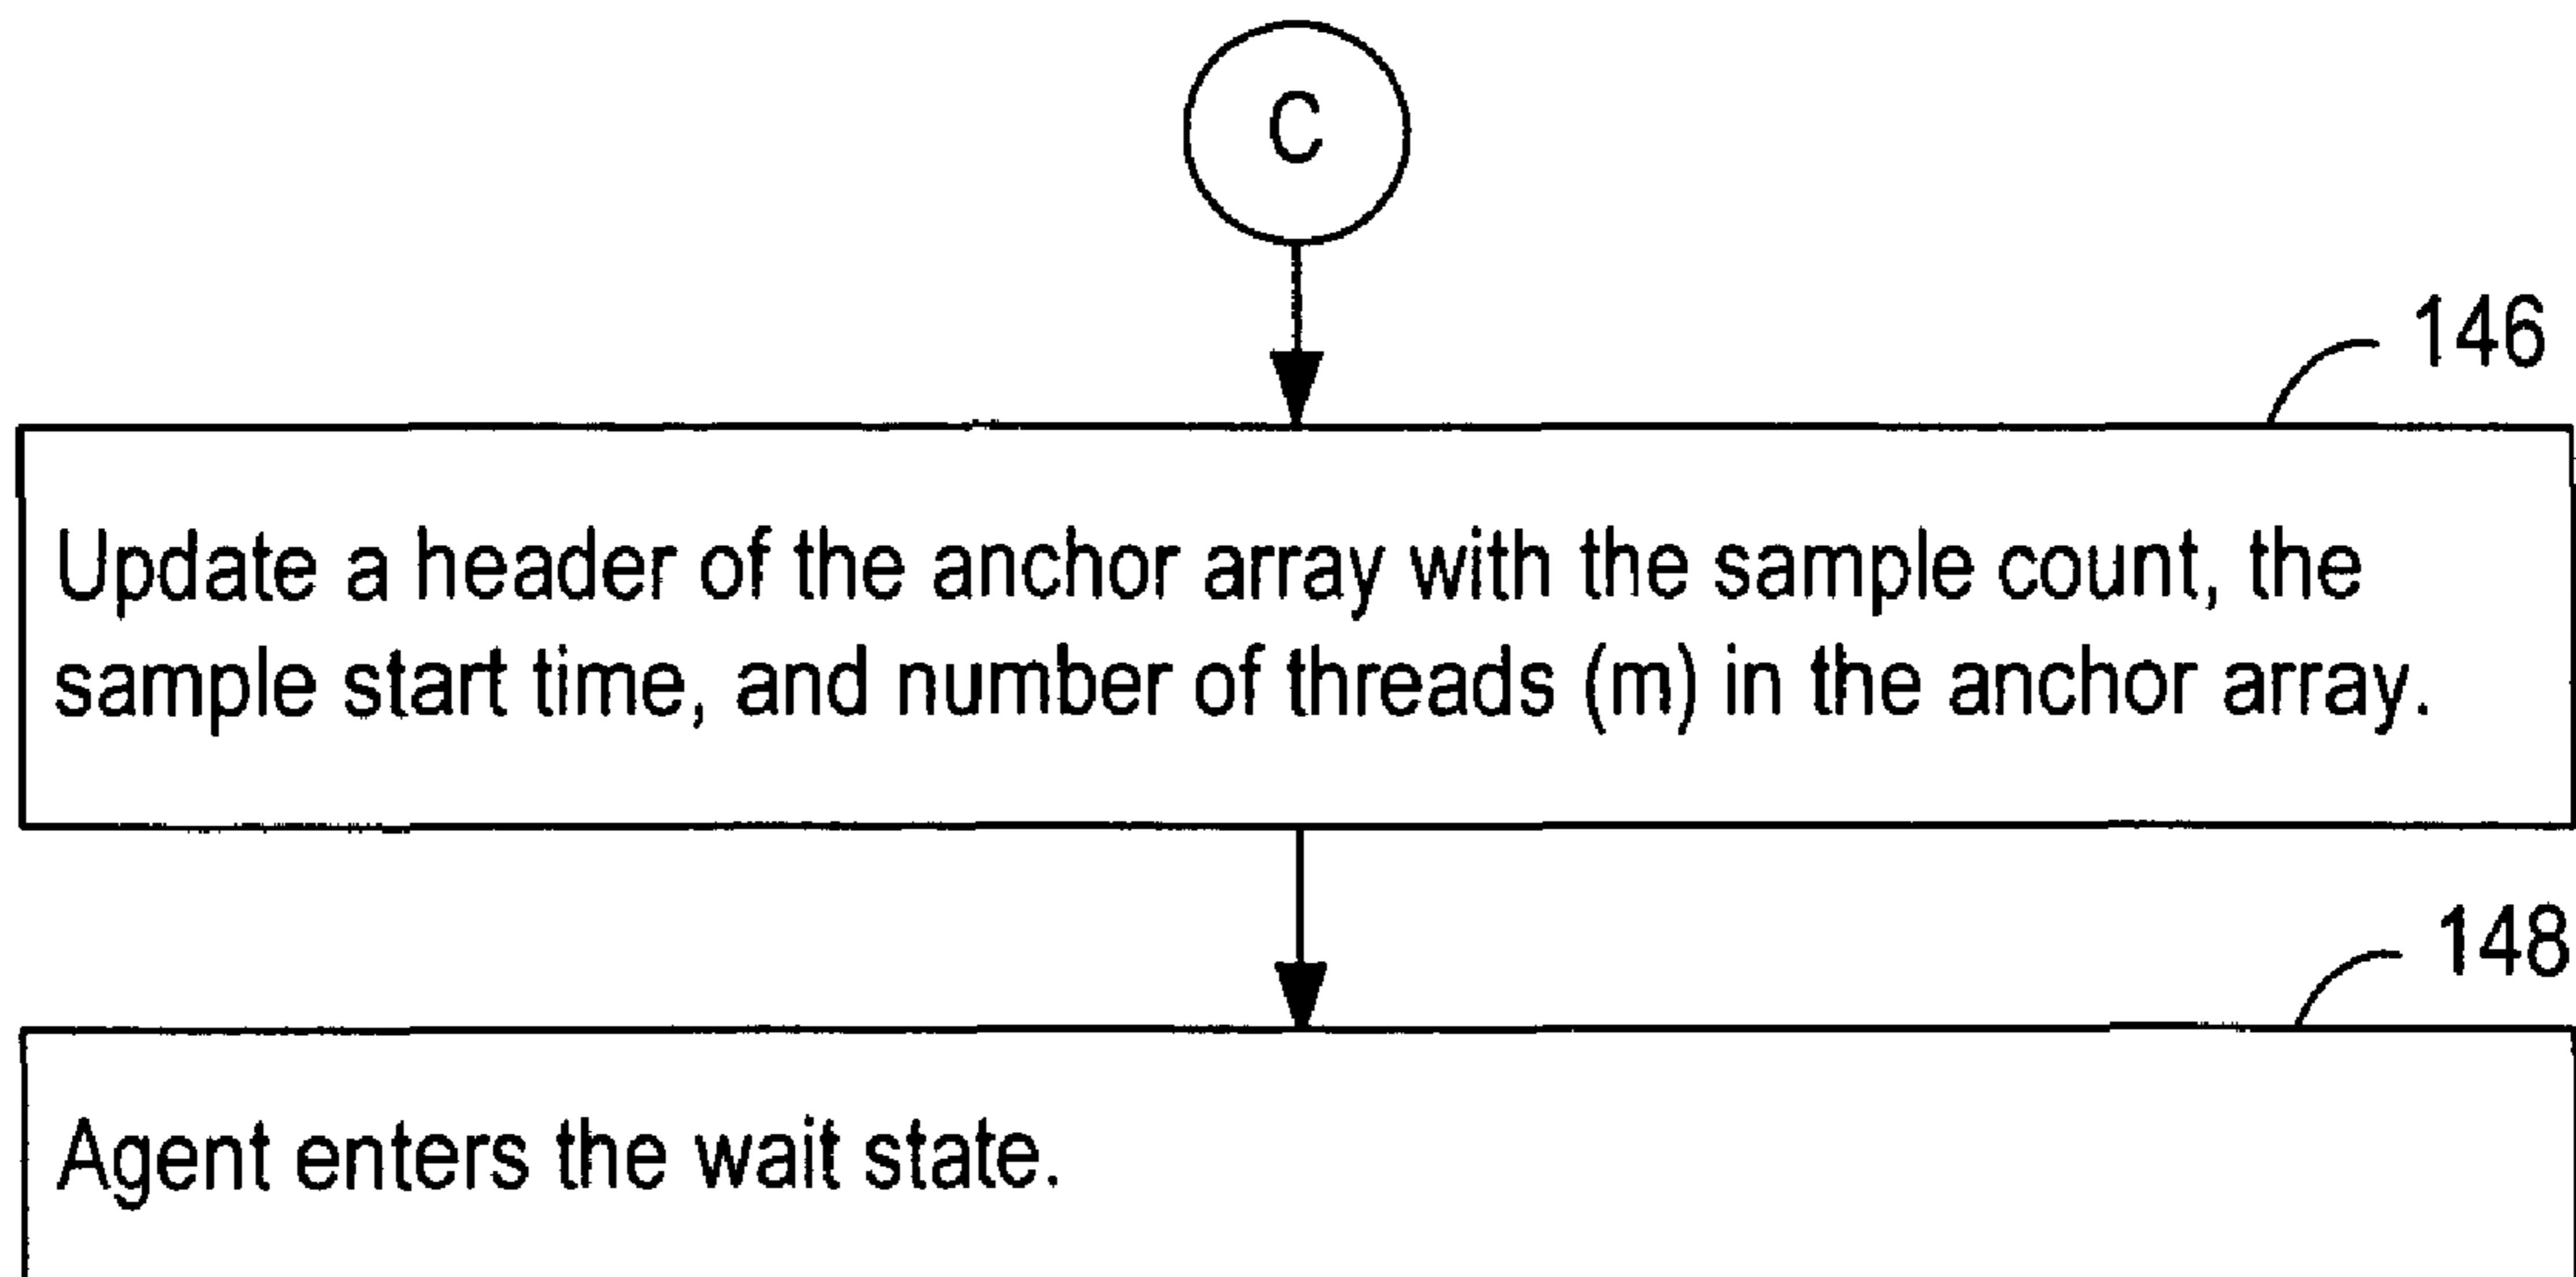 C
146
Update a header of the anchor array with the sample count, the
sample start time, and number of threads (m) in the anchor array.
148
Agent enters the wait state.